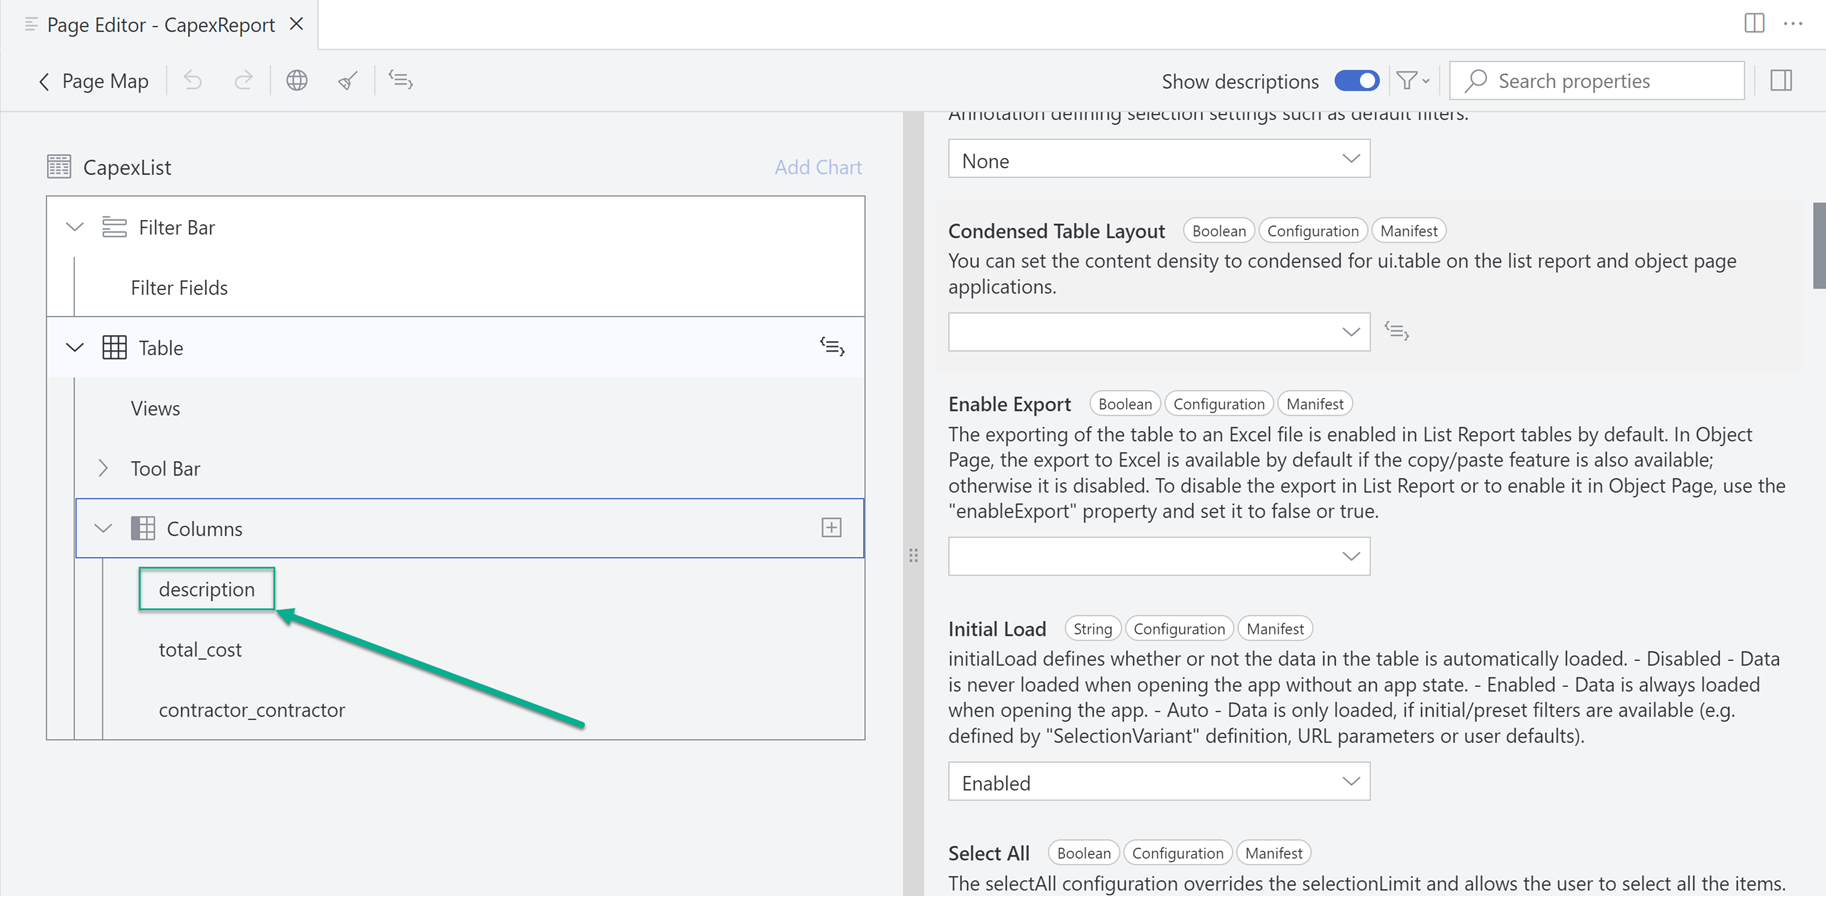 Page Editor - CapexReport
Page Map
Show descriptions
Search properties
CapexList
Add Chart
Filter Bar
Filter Fields
Table
Views
Tool Bar
Columns
description
total_cost
contractor_contractor
Annotation defining selection settings such as default filters.
None
Condensed Table Layout Boolean Configuration Manifest
You can set the content density to condensed for ui.table on the list report and object page
applications.
Enable Export Boolean Configuration Manifest
The exporting of the table to an Excel file is enabled in List Report tables by default. In Object
Page, the export to Excel is available by default if the copy/paste feature is also available;
otherwise it is disabled. To disable the export in List Report or to enable it in Object Page, use the
"enableExport" property and set it to false or true.
Initial Load String Configuration Manifest
initialLoad defines whether or not the data in the table is automatically loaded. - Disabled - Data
is never loaded when opening the app without an app state. - Enabled - Data is always loaded
when opening the app. - Auto - Data is only loaded, if initial/preset filters are available (e.g.
defined by "SelectionVariant" definition, URL parameters or user defaults).
Enabled
Select All Boolean Configuration Manifest
The selectAll configuration overrides the selectionLimit and allows the user to select all the items.